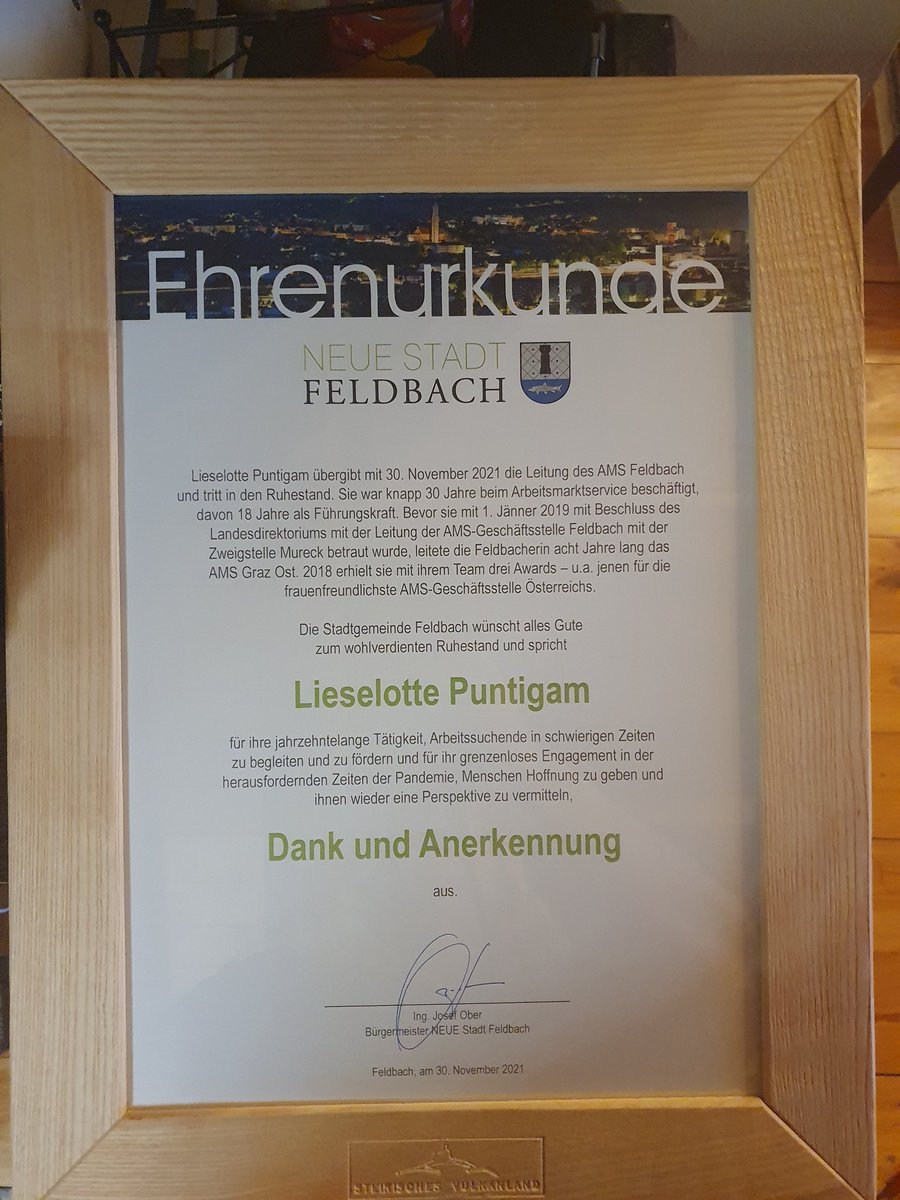 Ehrenurkunde
NEUE STADT
FELDBACH
Lieselotte Puntigam übergibt mit 30. November 2021 die Leitung des AMS Feldbach
und tritt in den Ruhestand. Sie war knapp 30 Jahre beim Arbeitsmarktservice beschäftigt,
davon 18 Jahre als Führungskraft. Bevor sie mit 1. Jänner 2019 mit Beschluss des
Landesdirektoriums mit der Leitung der AMS-Geschäftsstelle Feldbach mit der
Zweigstelle Mureck betraut wurde, leitete die Feldbacherin acht Jahre lang das
AMS Graz Ost. 2018 erhielt sie mit ihrem Team drei Awards – u.a. jenen für die
frauenfreundlichste AMS-Geschäftsstelle Österreichs.
Die Stadtgemeinde Feldbach wünscht alles Gute
zum wohlverdienten Ruhestand und spricht
Lieselotte Puntigam
für ihre jahrzehntelange Tätigkeit, Arbeitssuchende in schwierigen Zeiten
zu begleiten und zu fördern und für ihr grenzenloses Engagement in der
herausfordernden Zeiten der Pandemie, Menschen Hoffnung zu geben und
ihnen wieder eine Perspektive zu vermitteln,
Dank und Anerkennung
aus.
Ing. Josef Ober
Bürgermeister NEUE Stadt Feldbach
Feldbach, am 30. November 2021
STEIRISCHES VULKANLAND